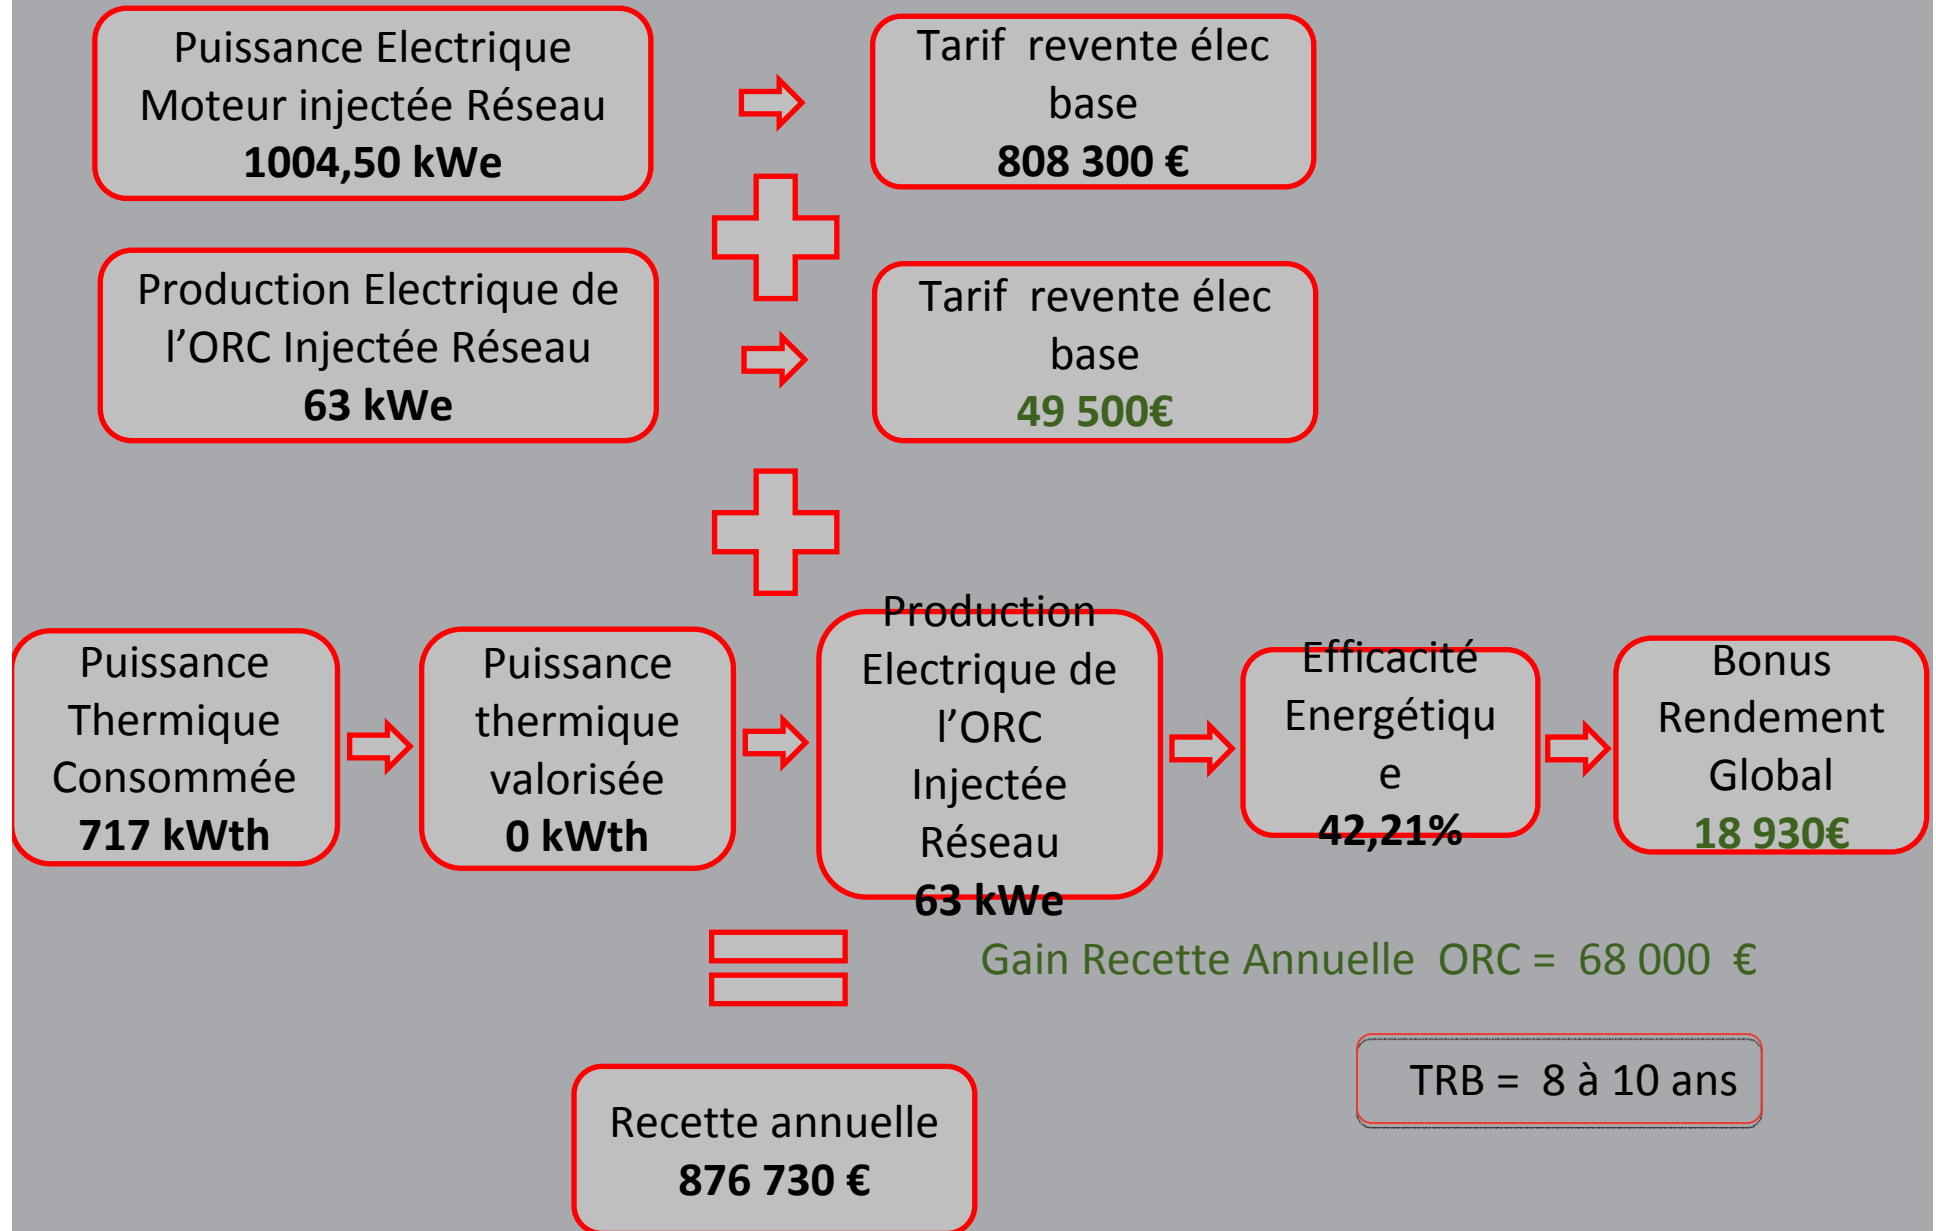 Puissance Electrique
Moteur injectée Réseau
1004,50 kWe
Tarif revente élec
base
808 300 €
Production Electrique de
l’ORC Injectée Réseau
63 kWe
Tarif revente élec
base
49 500€
Puissance
Thermique
Consommée
717 kWth
Puissance
thermique
valorisée
0 kWth
Production
Electrique de
l’ORC
Injectée
Réseau
63 kWe
Efficacité
Energétiqu
e
42,21%
Bonus
Rendement
Global
18 930€
Gain Recette Annuelle ORC = 68 000 €
TRB = 8 à 10 ans
Recette annuelle
876 730 €